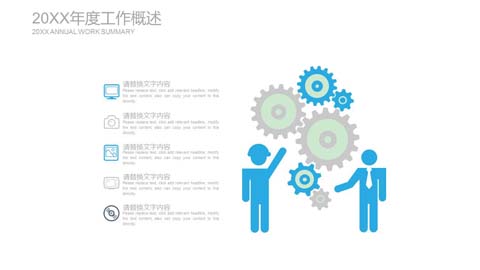 20XX年度工作概述
20XX ANNUAL WORK SUMMARY
请替换文字内容
Please replace text, click add relevant headline, modify
the text content, also can copy your content to this
directly.
请替换文字内容
Please replace text, click add relevant headline, modify
the text content, also can copy your content to this
directly.
请替换文字内容
Please replace text, click add relevant headline, modify
the text content, also can copy your content to this
directly.
请替换文字内容
Please replace text, click add relevant headline, modify
the text content, also can copy your content to this
directly.
请替换文字内容
Please replace text, click add relevant headline, modify
the text content, also can copy your content to this
directly.